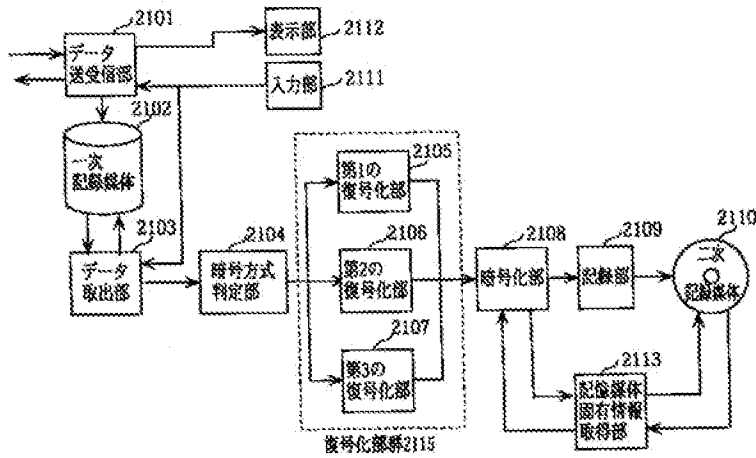 2101
データ
送受信部
表示部
2112
入力部
2111
2102
一次
記録媒体
2103
データ
取出部
2104
暗号方式
判定部
2105
第1の
復号化部
2106
第2の
復号化部
2107
第3の
復号化部
復号化部群2115
2108
暗号化部
2109
記録部
2110
二次
記録媒体
2113
記録媒体
固有情報
取得部